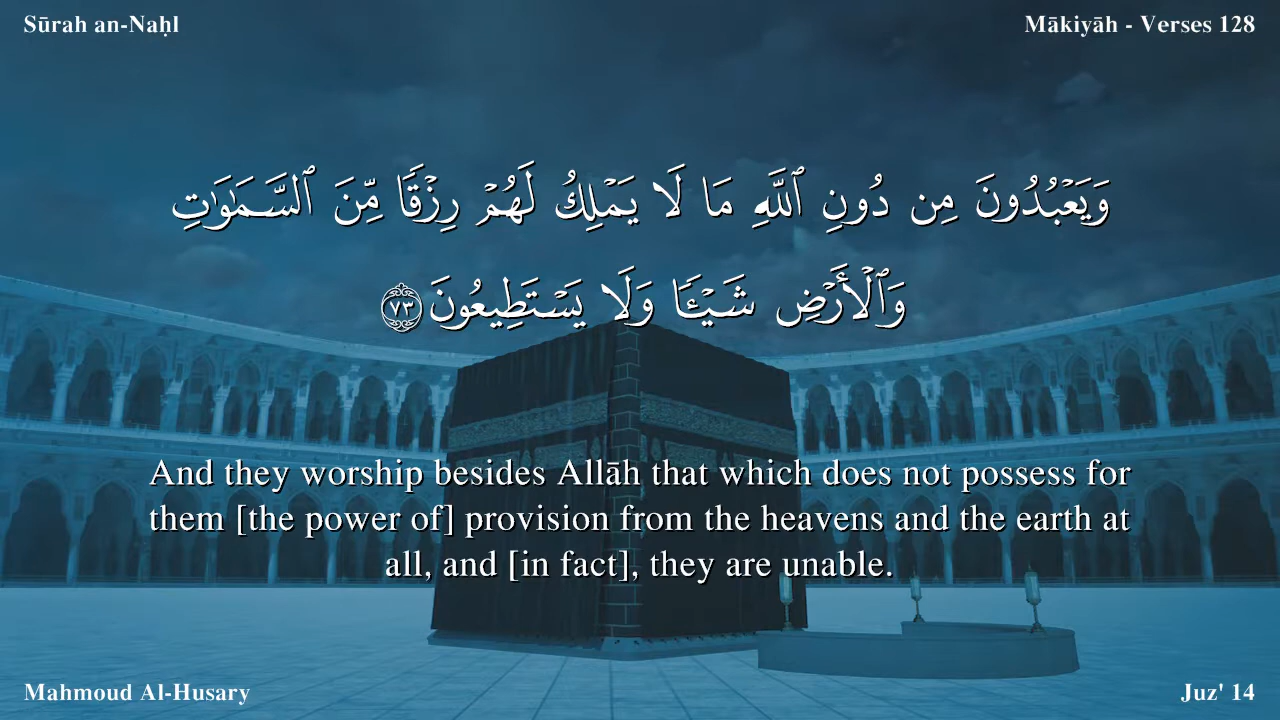 Sūrah an-Naḥl
Mākiyāh - Verses 128
وَيَعْبُدُونَ مِن دُونِ ٱللَّهِ مَا لَا يَمْلِكُ لَهُمْ رِزْقًا مِّنَ ٱلسَّمَـٰوَٰتِ
وَٱلْأَرْضِ شَيْـًٔا وَلَا يَسْتَطِيعُونَ ٧٣
And they worship besides Allāh that which does not possess for
them [the power of] provision from the heavens and the earth at
all, and [in fact], they are unable.
Mahmoud Al-Husary
Juz' 14